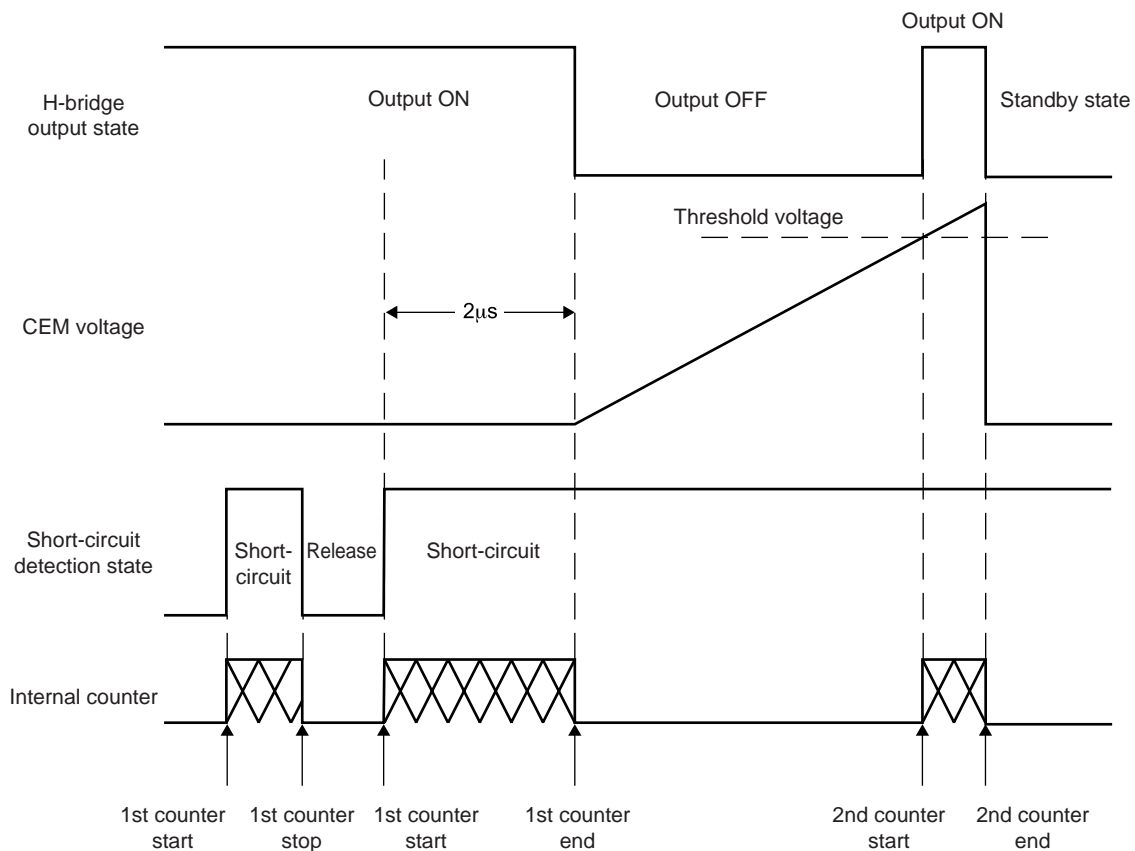 Output ON
H-bridge
output state
Output ON
Output OFF
Standby state
Threshold voltage
2μs
CEM voltage
Short-circuit
detection state
Short-
circuit
Release
Short-circuit
Internal counter
1st counter
start
1st counter
stop
1st counter
start
1st counter
end
2nd counter
start
2nd counter
end